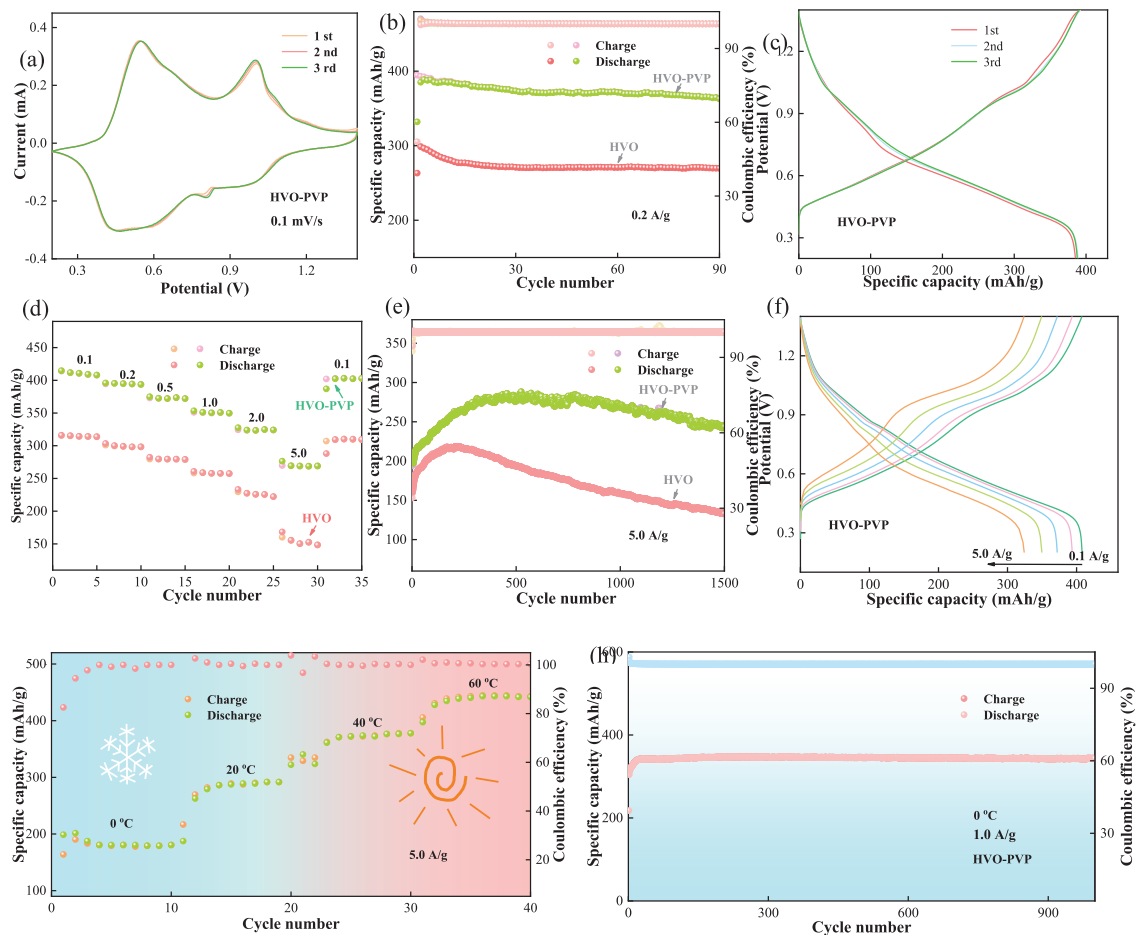 (a)
0.4
0.2
0.0
-0.2
-0.4
Current (mA)
1 st
2 nd
3 rd
HVO-PVP
0.1 mV/s
0.3
0.6
0.9
1.2
Potential (V)
(b)
400
350
300
250
200
Specific capacity (mAh/g)
Charge
Discharge
HVO-PVP
HVO
0.2 A/g
90
60
30
Coulombic efficiency (%)
0
30
60
90
Cycle number
(c)
1.2
0.9
0.6
0.3
Potential (V)
1st
2nd
3rd
HVO-PVP
0
100
200
300
400
Specific capacity (mAh/g)
(d)
450
400
350
300
250
200
150
Specific capacity (mAh/g)
0.1
0.2
0.5
1.0
2.0
5.0
0.1
Charge
Discharge
HVO-PVP
HVO
0
5
10
15
20
25
30
35
Cycle number
(e)
350
300
250
200
150
100
Specific capacity (mAh/g)
Charge
Discharge
HVO-PVP
HVO
5.0 A/g
90
60
30
Coulombic efficiency (%)
0
500
1000
1500
Cycle number
(f)
1.2
0.9
0.6
0.3
Potential (V)
HVO-PVP
5.0 A/g
0.1 A/g
0
100
200
300
400
Specific capacity (mAh/g)
500
400
300
200
100
Specific capacity (mAh/g)
Charge
Discharge
0 °C
20 °C
40 °C
60 °C
5.0 A/g
100
80
60
40
20
Coulombic efficiency (%)
0
10
20
30
40
Cycle number
(h)
600
400
200
0
Specific capacity (mAh/g)
Charge
Discharge
0 °C
1.0 A/g
HVO-PVP
90
60
30
Coulombic efficiency (%)
0
300
600
900
Cycle number